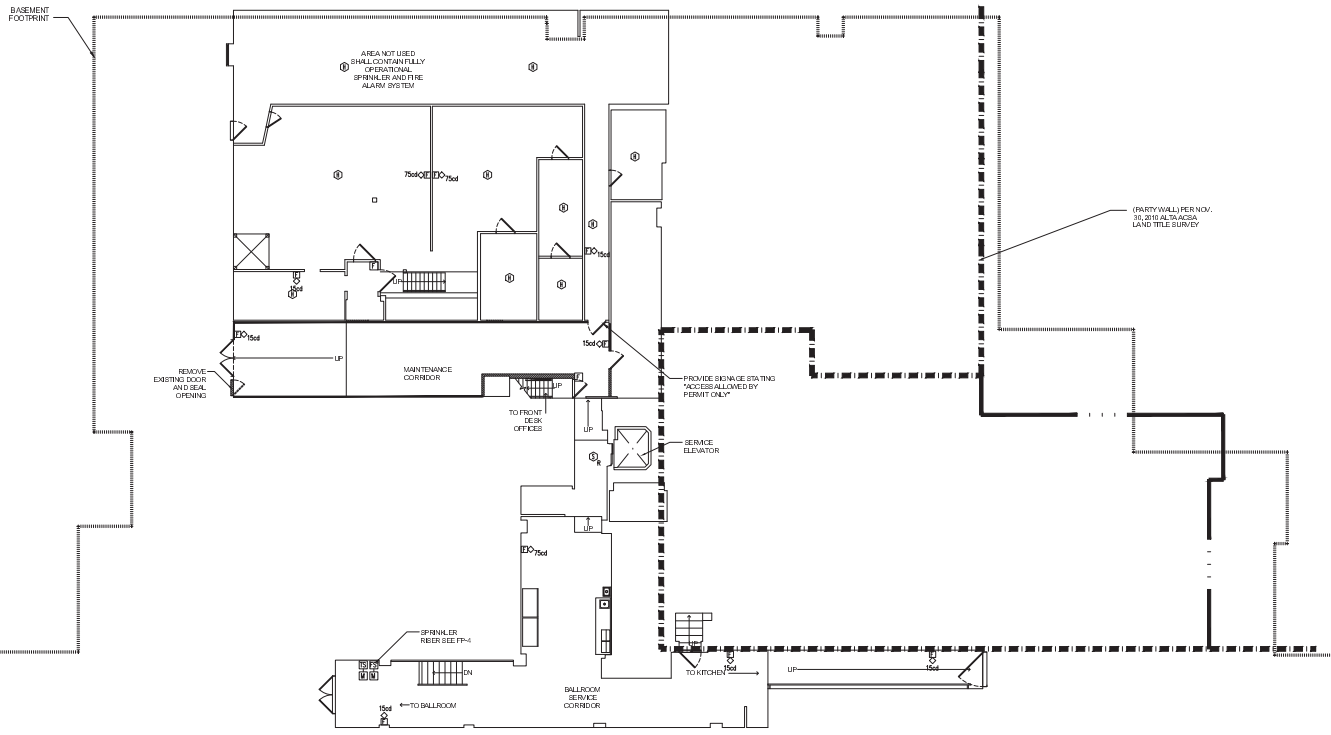 BASEMENT
FOOTPRINT
AREA NOT USED
SHALL CONTAIN FULLY
OPERATIONAL
SPRINKLER AND FIRE
ALARM SYSTEM
H
H
H
H
75cd
F
F
75cd
H
H
H
F
15cd
(PARTY WALL) PER NOV.
30, 2010 ALTA ACSA
LAND TITLE SURVEY
F
F
15cd
H
UP
H
H
F
15cd
15cd
F
UP
MAINTENANCE
CORRIDOR
REMOVE
EXISTING DOOR
AND SEAL
OPENING
F
UP
PROVIDE SIGNAGE STATING
"ACCESS ALLOWED BY
PERMIT ONLY"
TO FRONT
DESK
OFFICES
UP
SERVICE
ELEVATOR
S
R
UP
F
75cd
SPRINKLER
RISER SEE FP-4
UP
TS
FS
M
M
DN
F
15cd
F
15cd
TO KITCHEN
UP
BALLROOM
SERVICE
CORRIDOR
TO BALLROOM
15cd
F